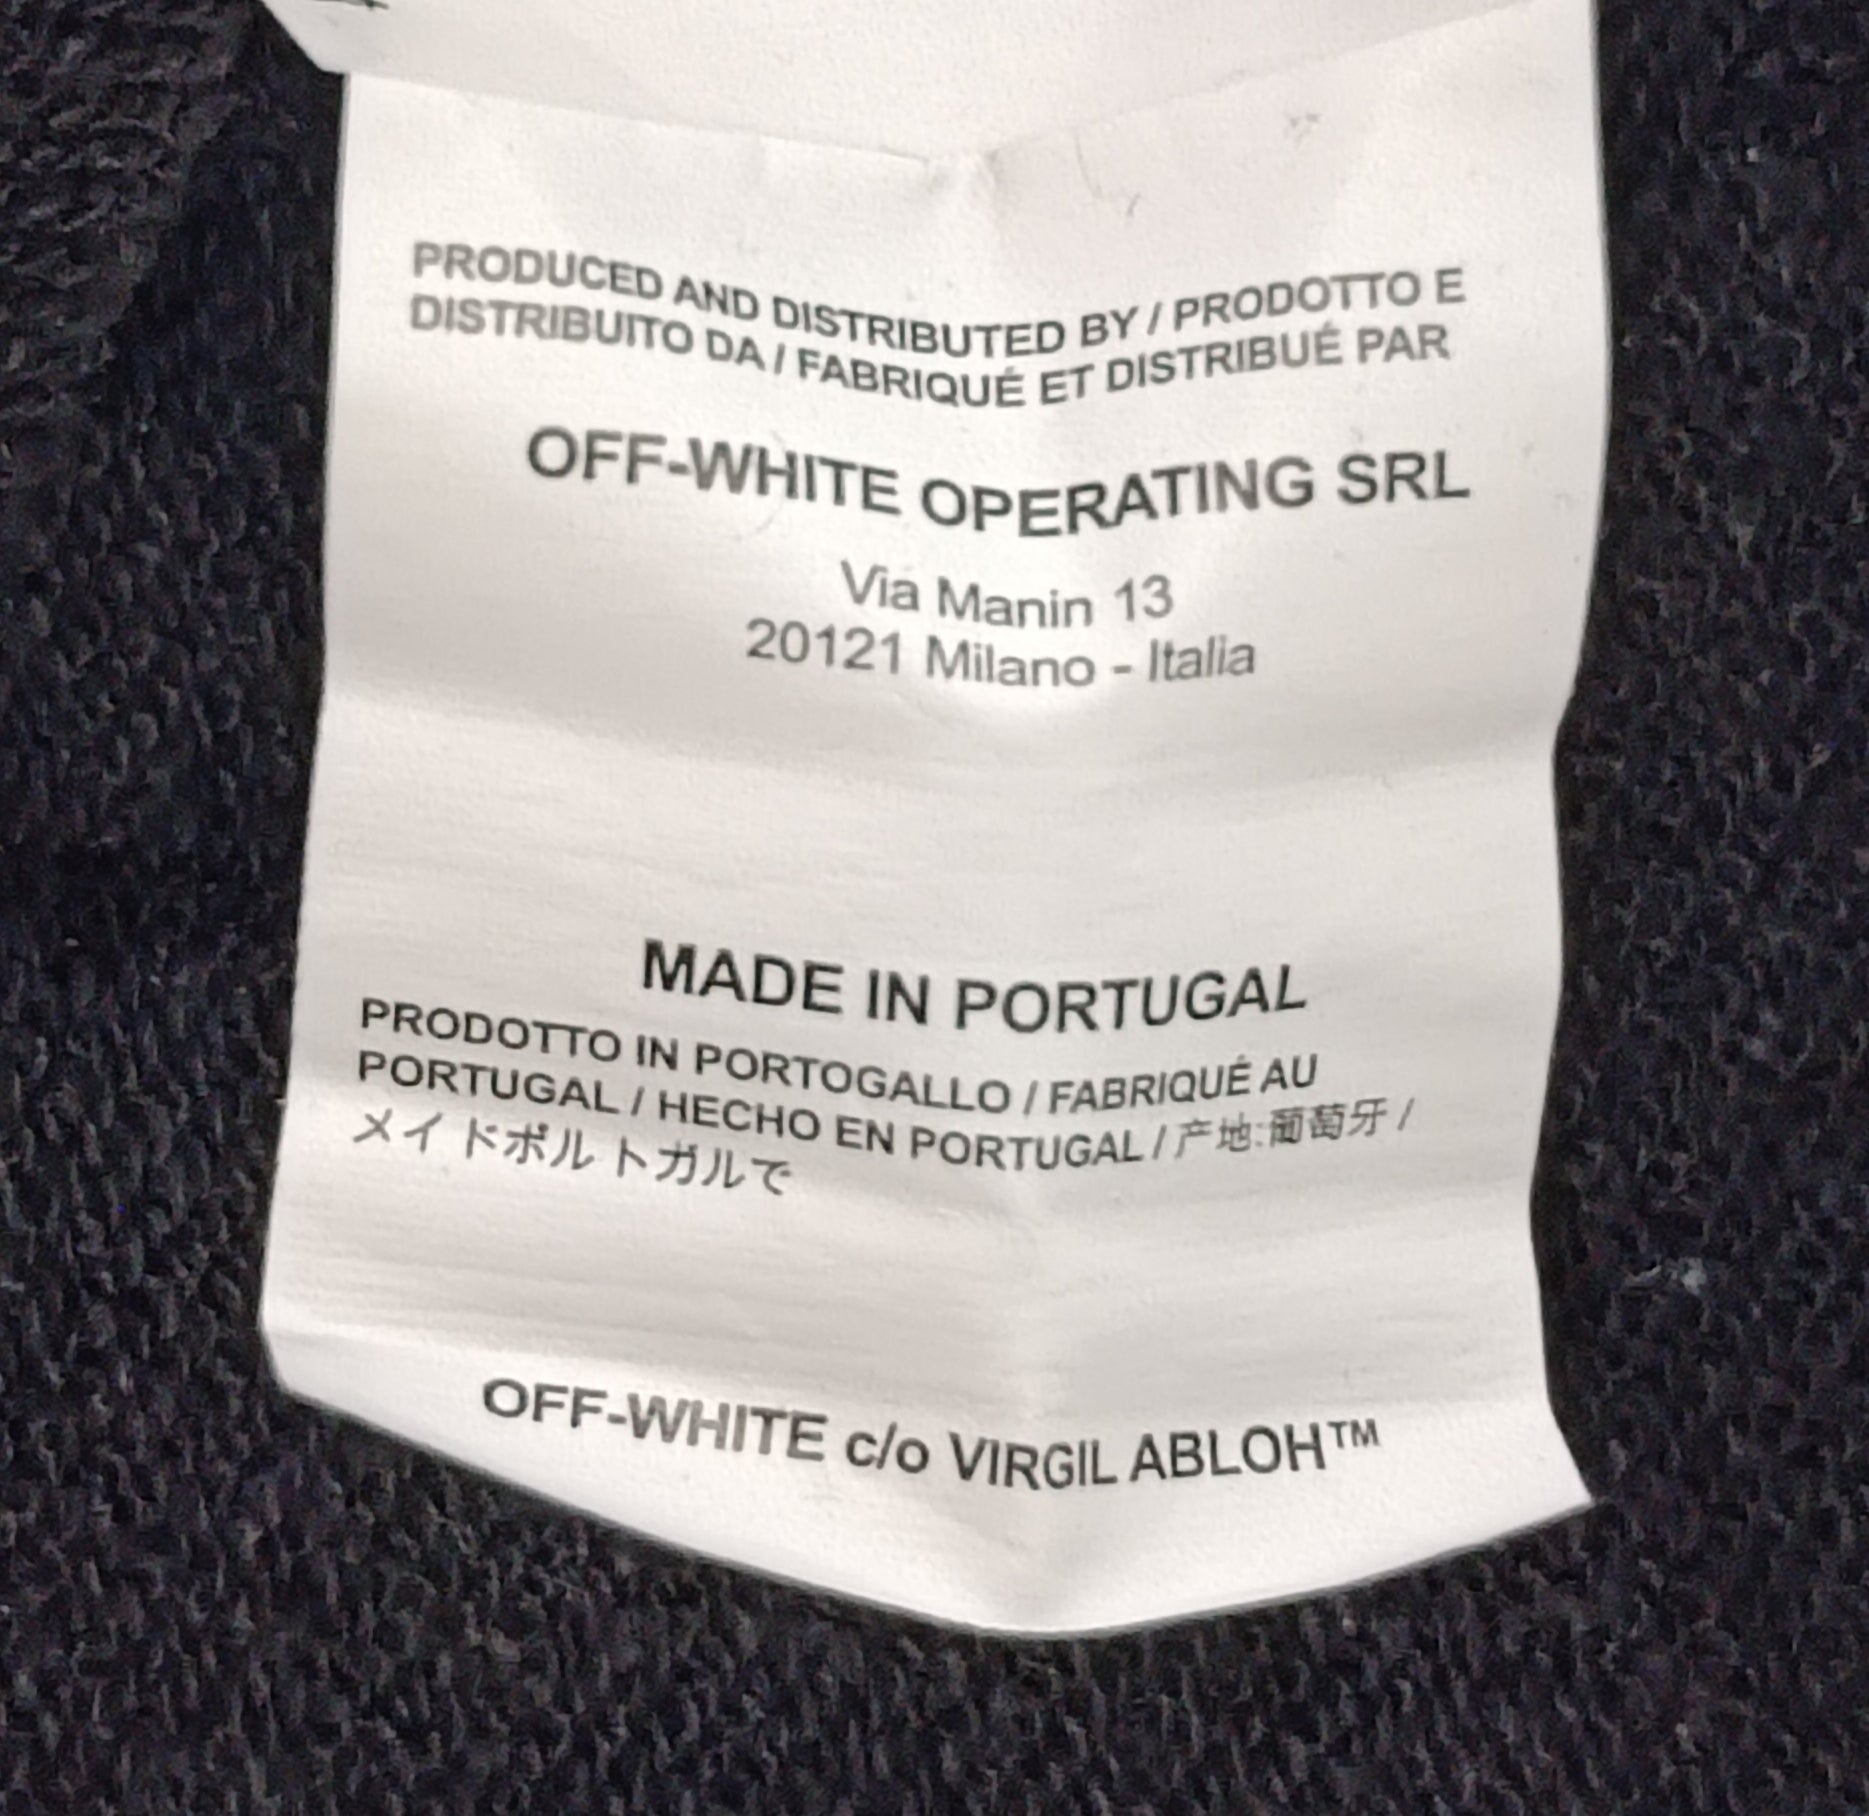 PRODUCED AND DISTRIBUTED BY / PRODOTTO E
DISTRIBUITO DA / FABRIQUÉ ET DISTRIBUÉ PAR
OFF-WHITE OPERATING SRL
Via Manin 13
20121 Milano - Italia
MADE IN PORTUGAL
PRODOTTO IN PORTOGALLO / FABRIQUÉ AU
PORTUGAL / HECHO EN PORTUGAL / 产地:葡萄牙 /
メイドポルトガルで
OFF-WHITE c/o VIRGIL ABLOH™